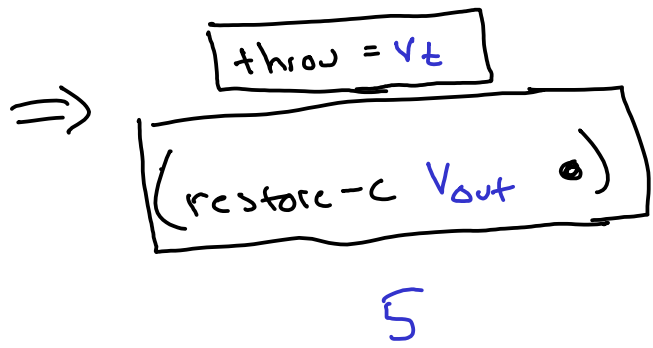 ⇒ throw = Vt
(restore-c Vout •)
5